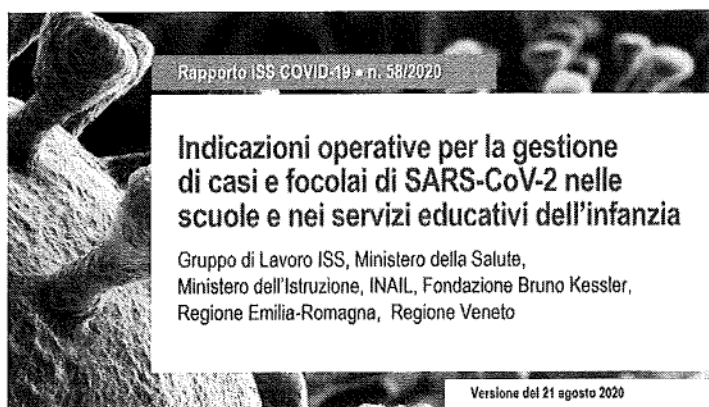 Rapporto ISS COVID-19 • n. 58/2020
Indicazioni operative per la gestione
di casi e focolai di SARS-CoV-2 nelle
scuole e nei servizi educativi dell'infanzia
Gruppo di Lavoro ISS, Ministero della Salute,
Ministero dell'Istruzione, INAIL, Fondazione Bruno Kessler,
Regione Emilia-Romagna, Regione Veneto
Versione del 21 agosto 2020